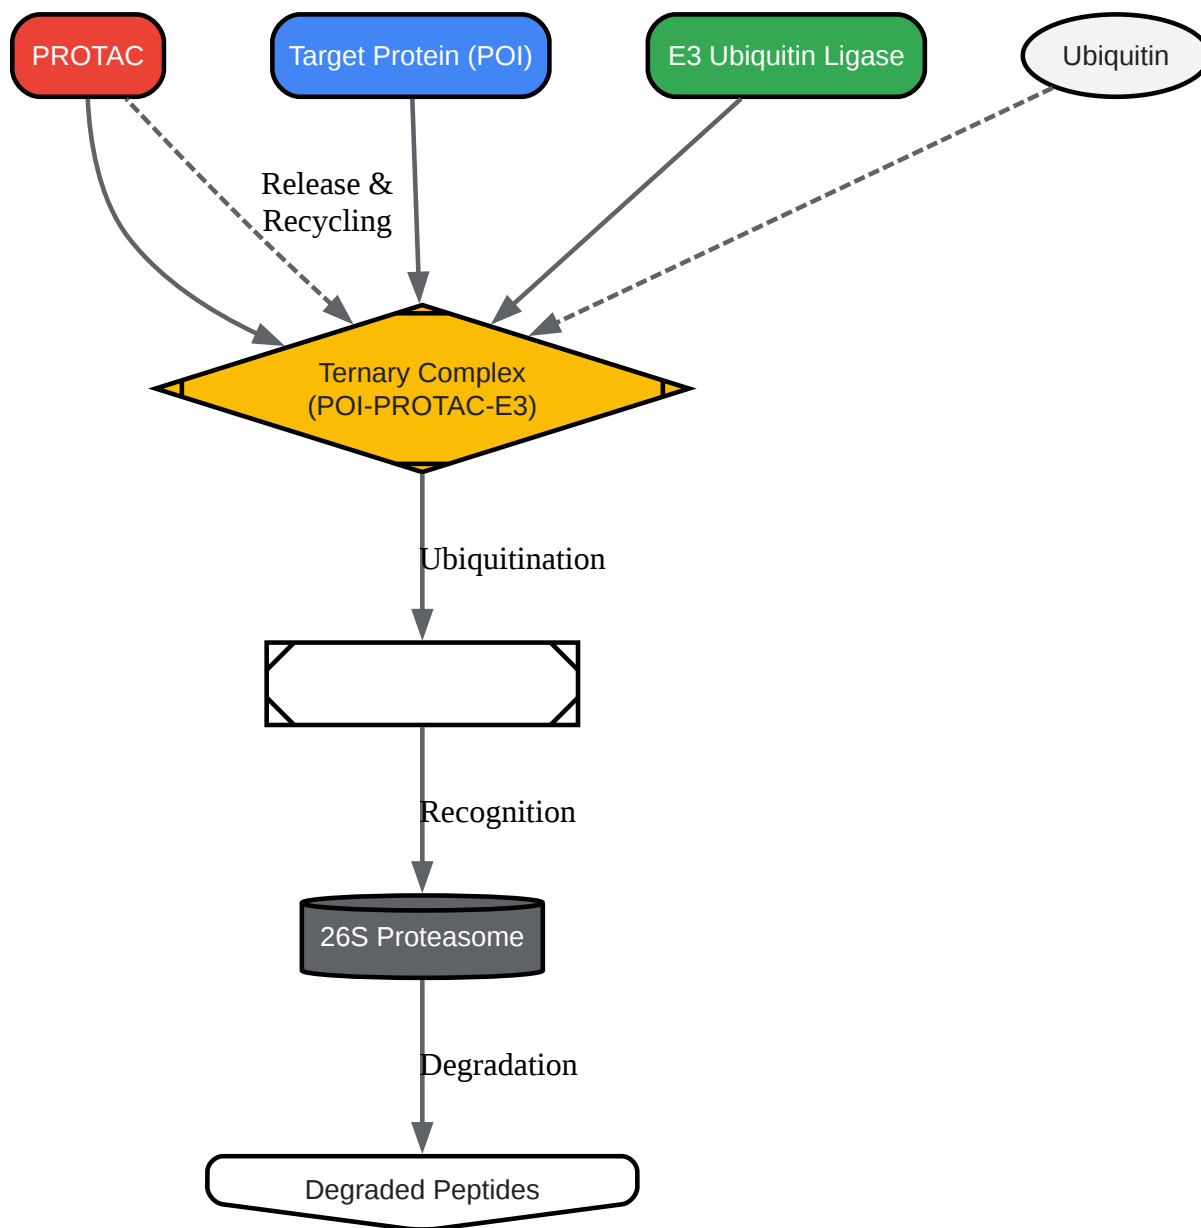 PROTAC
Target Protein (POI)
E3 Ubiquitin Ligase
Ubiquitin
Release &
Recycling
Ternary Complex
(POI-PROTAC-E3)
Ubiquitination
Recognition
26S Proteasome
Degradation
Degraded Peptides